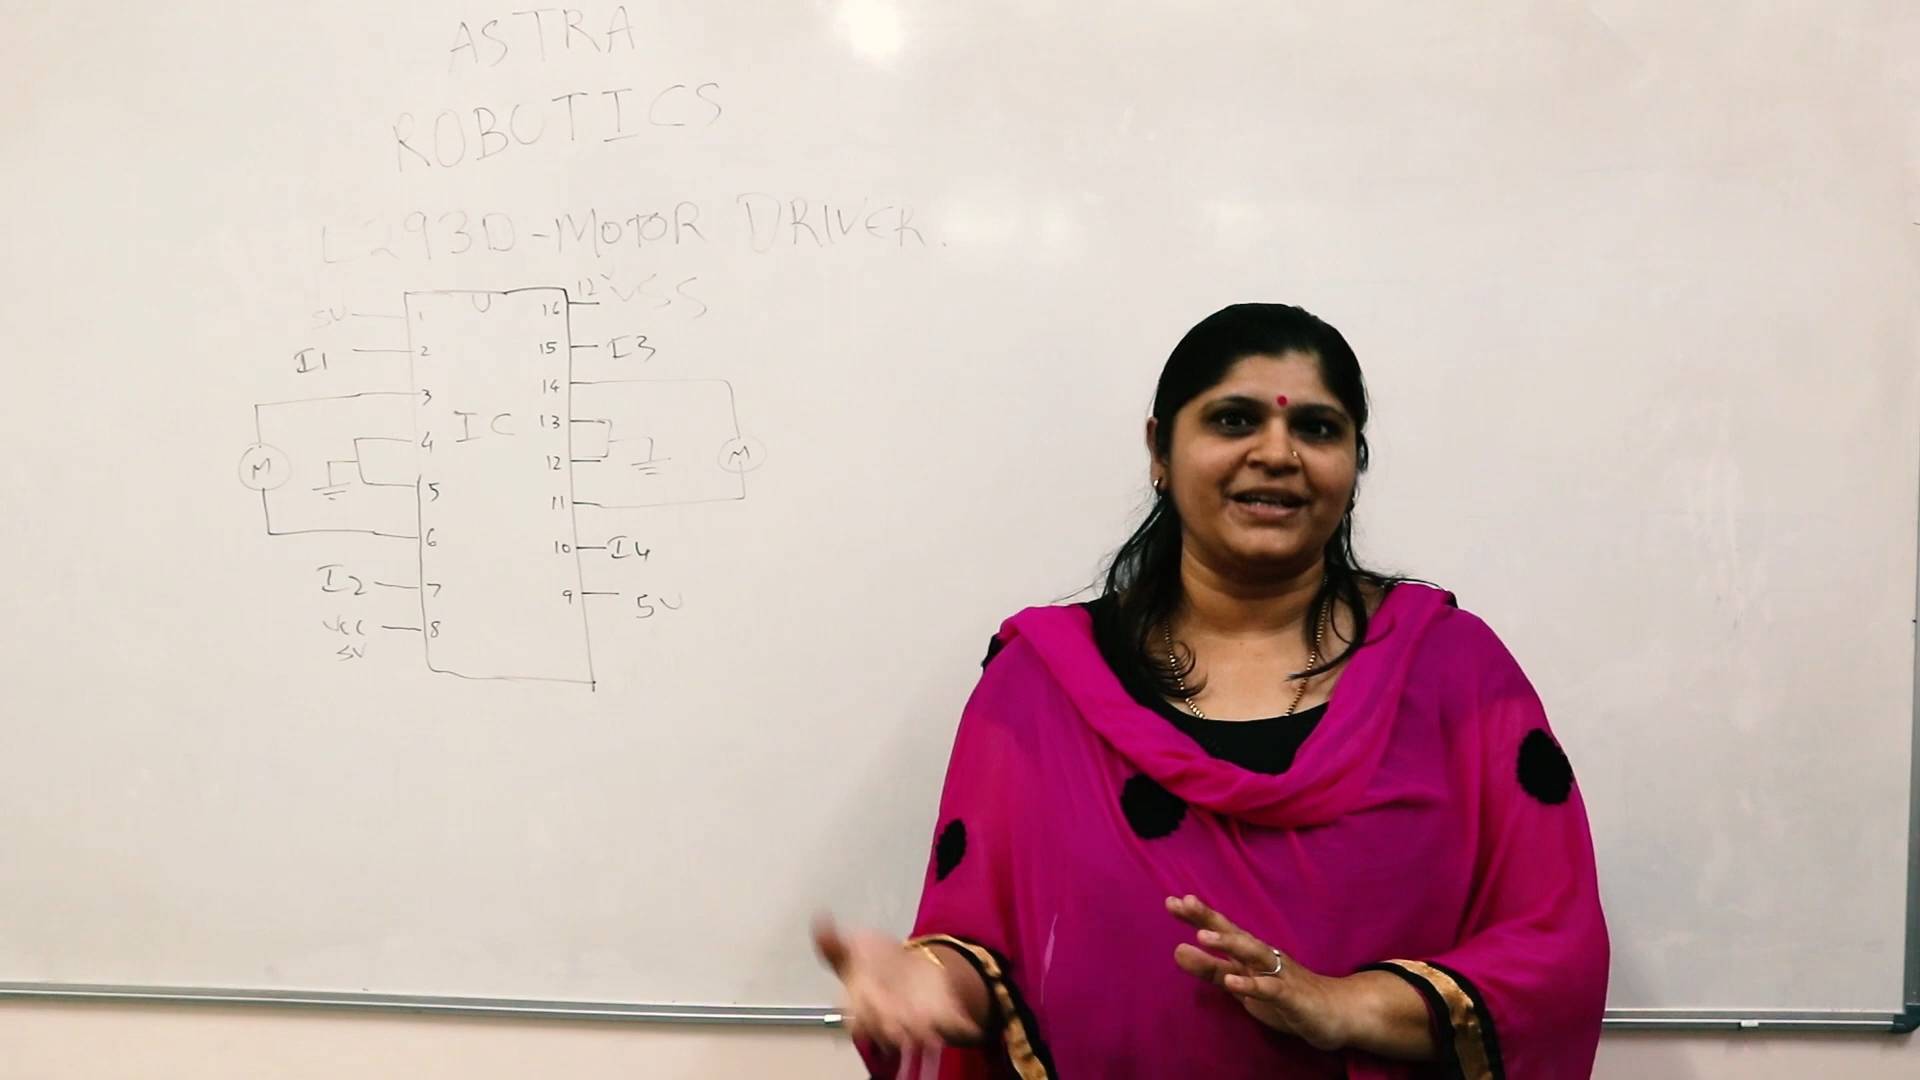 ASTRA
ROBOTICS
L293D-MOTOR DRIVER.
5V 1 U 16 12V VSS
I1 2 15 I3
3 14
IC 13
4 12
M M
5 11
6 10 I4
I2 7 9 5V
VCC 8
5V